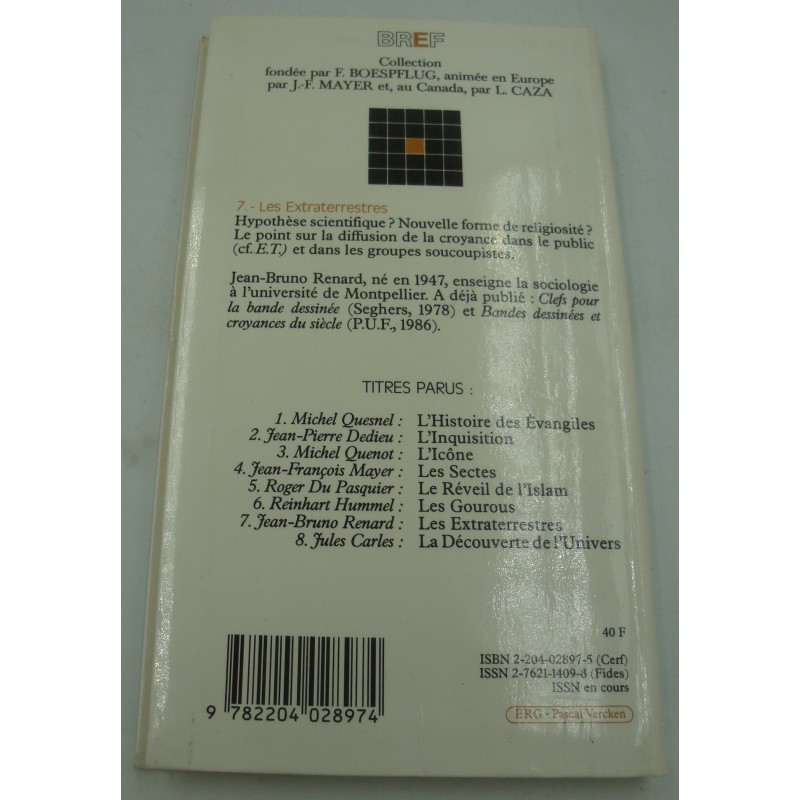 BREF
Collection
fondée par F. BOESPFLUG, animée en Europe
par J.-F. MAYER et, au Canada, par L. CAZA
7. - Les Extraterrestres
Hypothèse scientifique ? Nouvelle forme de religiosité ?
Le point sur la diffusion de la croyance dans le public
(cf. E.T.) et dans les groupes soucoupistes.
Jean-Bruno Renard, né en 1947, enseigne la sociologie
à l'université de Montpellier. A déjà publié : Clefs pour
la bande dessinée (Seghers, 1978) et Bandes dessinées et
croyances du siècle (P.U.F., 1986).
TITRES PARUS :
1. Michel Quesnel : L'Histoire des Évangiles
2. Jean-Pierre Dedieu : L'Inquisition
3. Michel Quenot : L'Icône
4. Jean-François Mayer : Les Sectes
5. Roger Du Pasquier : Le Réveil de l'Islam
6. Reinhart Hummel : Les Gourous
7. Jean-Bruno Renard : Les Extraterrestres
8. Jules Carles : La Découverte de l'Univers
40 F
ISBN 2-204-02897-5 (Cerf)
ISSN 2-7621-1409-8 (Fides)
ISSN en cours
9 782204 028974
ERG - Pascal Vercken